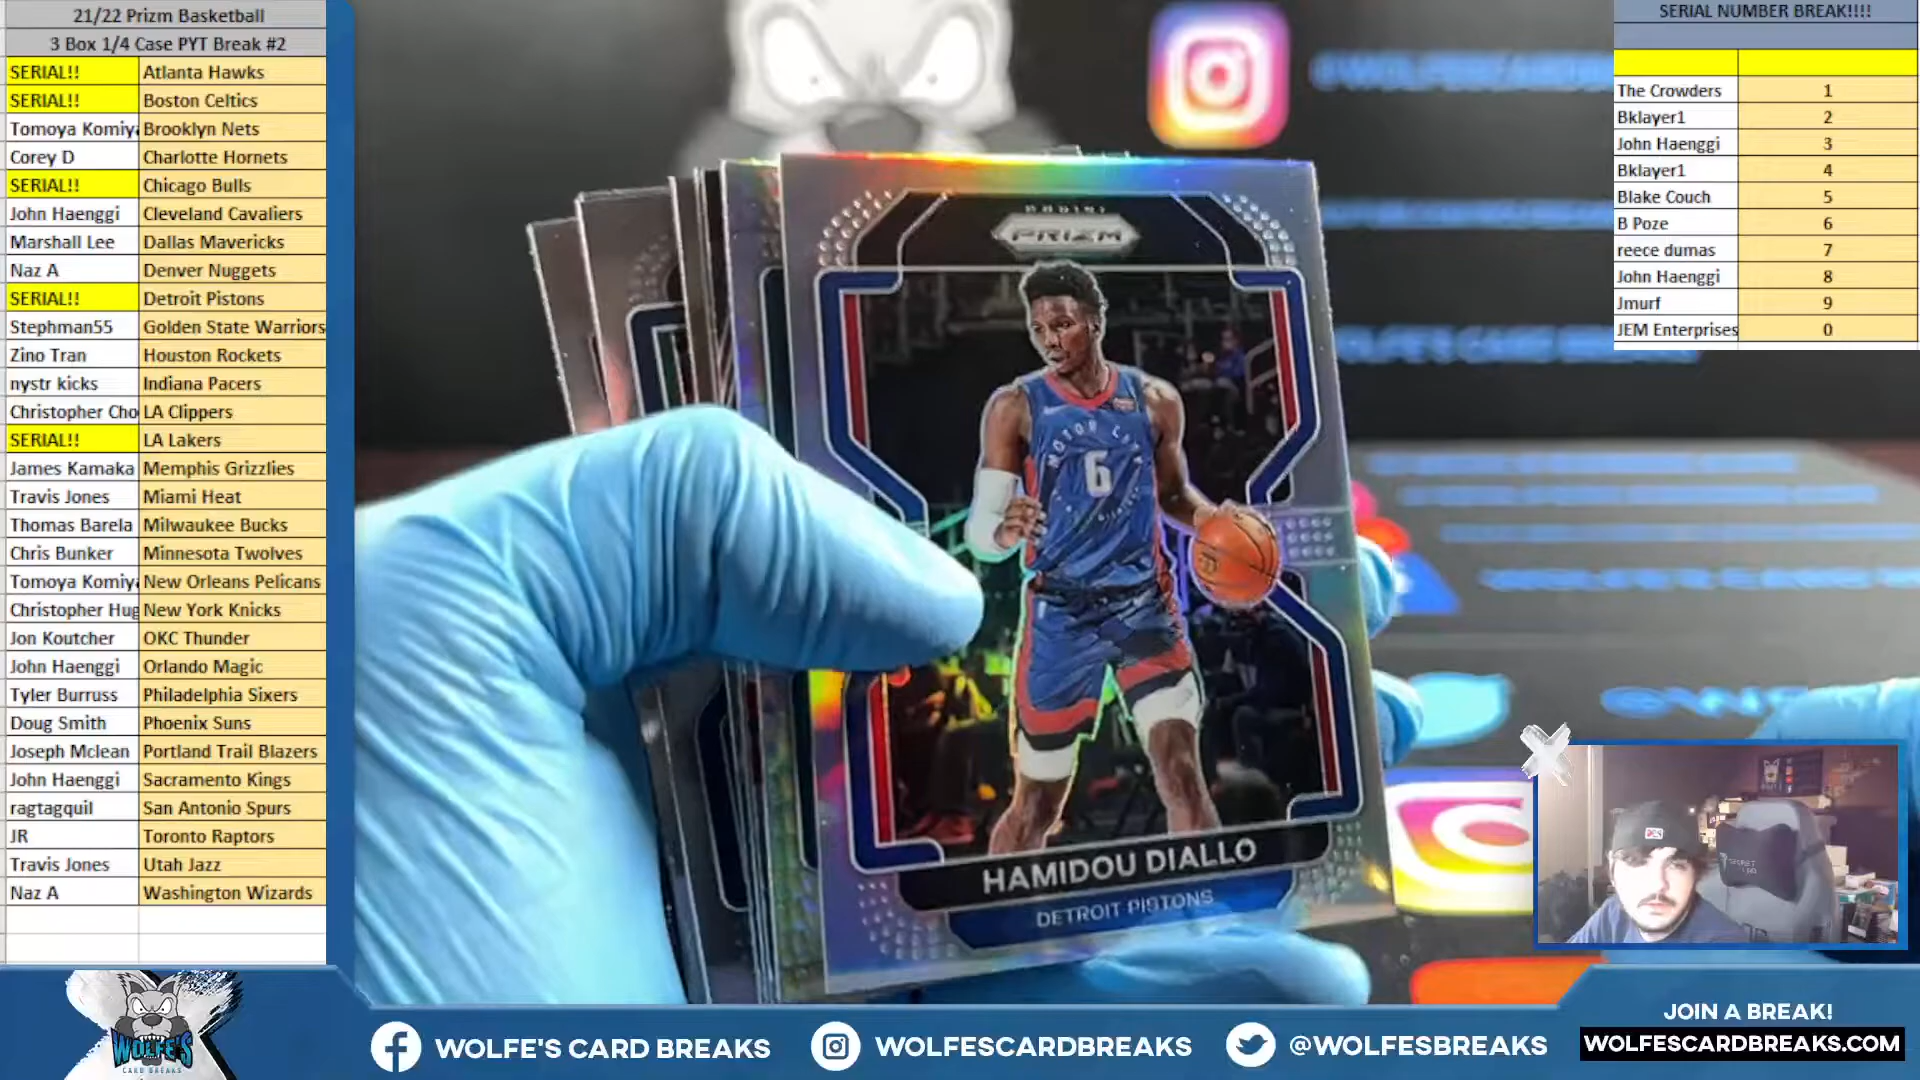 21/22 Prizm Basketball
3 Box 1/4 Case PYT Break #2
SERIAL!! Atlanta Hawks
SERIAL!! Boston Celtics
Tomoya Komiya Brooklyn Nets
Corey D Charlotte Hornets
SERIAL!! Chicago Bulls
John Haenggi Cleveland Cavaliers
Marshall Lee Dallas Mavericks
Naz A Denver Nuggets
SERIAL!! Detroit Pistons
Stephman55 Golden State Warriors
Zino Tran Houston Rockets
nystr kicks Indiana Pacers
Christopher Cho LA Clippers
SERIAL!! LA Lakers
James Kamaka Memphis Grizzlies
Travis Jones Miami Heat
Thomas Barela Milwaukee Bucks
Chris Bunker Minnesota Twolves
Tomoya Komiya New Orleans Pelicans
Christopher Hug New York Knicks
Jon Koutcher OKC Thunder
John Haenggi Orlando Magic
Tyler Burruss Philadelphia Sixers
Doug Smith Phoenix Suns
Joseph Mclean Portland Trail Blazers
John Haenggi Sacramento Kings
ragtagquil San Antonio Spurs
JR Toronto Raptors
Travis Jones Utah Jazz
Naz A Washington Wizards
SERIAL NUMBER BREAK!!!!
The Crowders 1
Bklayer1 2
John Haenggi 3
Bklayer1 4
Blake Couch 5
B Poze 6
reece dumas 7
John Haenggi 8
Jmurf 9
JEM Enterprises 0
PANINI
PRIZM
MOTOR CITY
6
HAMIDOU DIALLO
DETROIT PISTONS
WOLFE'S
CARD BREAKS
WOLFE'S CARD BREAKS
WOLFESCARDBREAKS
@WOLFESBREAKS
JOIN A BREAK!
WOLFESCARDBREAKS.COM